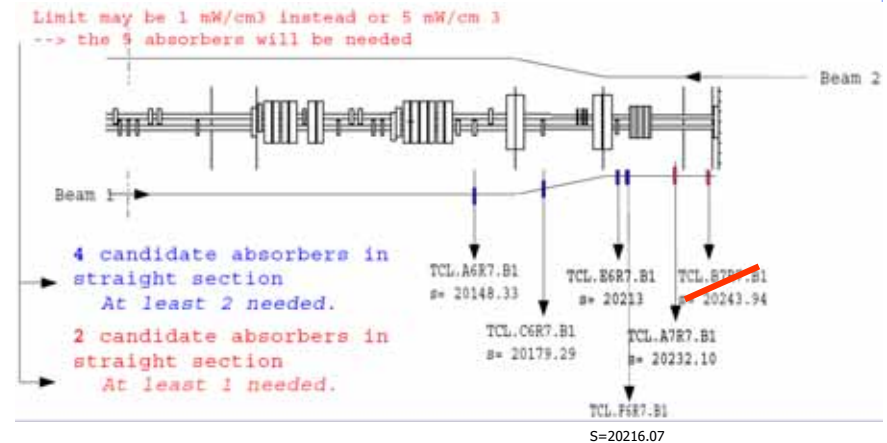 Limit may be 1 mW/cm3 instead or 5 mW/cm 3
--> the 5 absorbers will be needed
Beam 2
Beam 1
4 candidate absorbers in
straight section
At least 2 needed.
2 candidate absorbers in
straight section
At least 1 needed.
TCL.A6R7.B1
s= 20148.33
TCL.C6R7.B1
s= 20179.29
TCL.E6R7.B1
s= 20213
s= 20243.94
TCL.A7R7.B1
s= 20232.10
TCL.F6R7.B1
S=20216.07